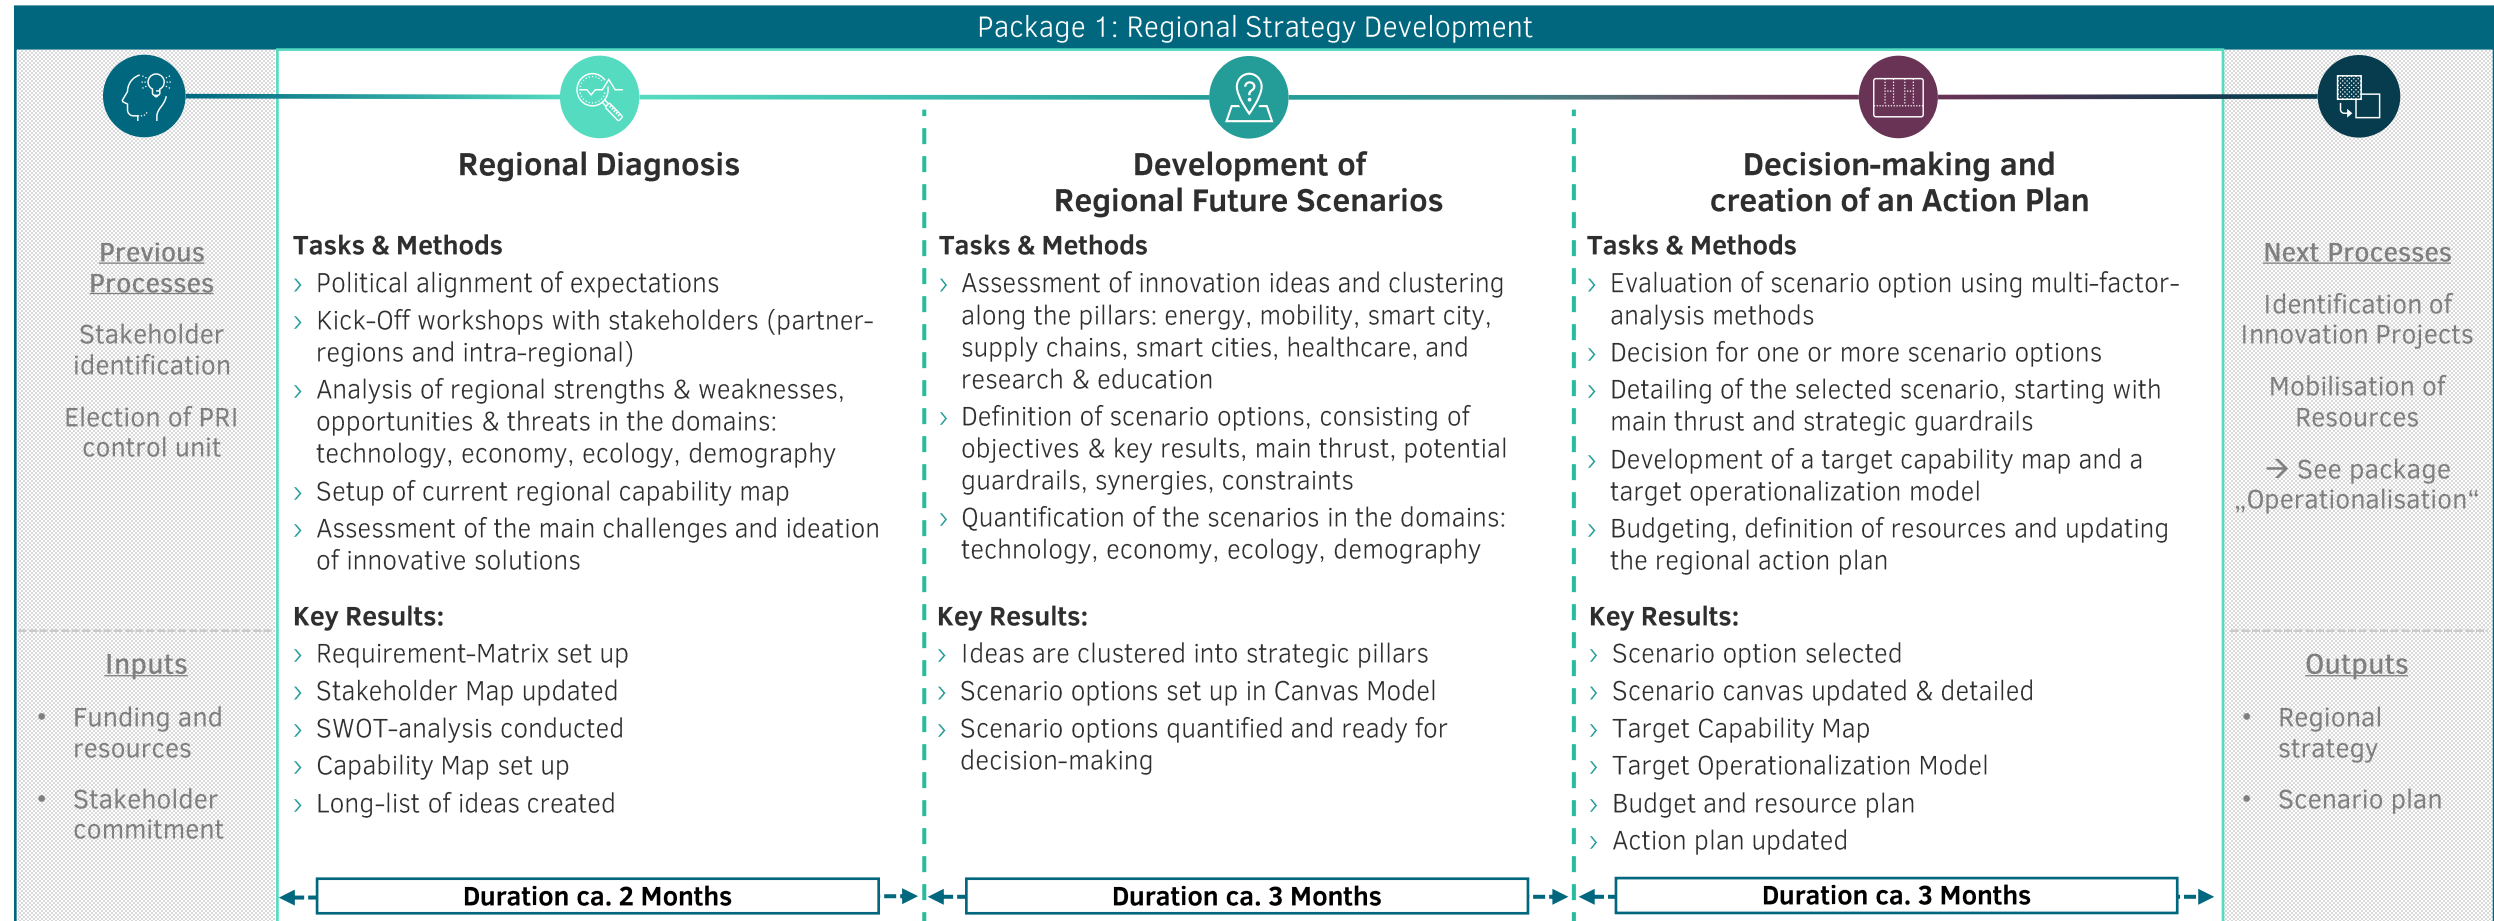 Package 1: Regional Strategy Development
Previous
Processes
Stakeholder
identification
Election of PRI
control unit
Inputs
• Funding and
resources
• Stakeholder
commitment
Regional Diagnosis
Tasks & Methods
› Political alignment of expectations
› Kick-Off workshops with stakeholders (partner-
regions and intra-regional)
› Analysis of regional strengths & weaknesses,
opportunities & threats in the domains:
technology, economy, ecology, demography
› Setup of current regional capability map
› Assessment of the main challenges and ideation
of innovative solutions
Key Results:
› Requirement-Matrix set up
› Stakeholder Map updated
› SWOT-analysis conducted
› Capability Map set up
› Long-list of ideas created
Duration ca. 2 Months
?
Development of
Regional Future Scenarios
Tasks & Methods
› Assessment of innovation ideas and clustering
along the pillars: energy, mobility, smart city,
supply chains, smart cities, healthcare, and
research & education
› Definition of scenario options, consisting of
objectives & key results, main thrust, potential
guardrails, synergies, constraints
› Quantification of the scenarios in the domains:
technology, economy, ecology, demography
Key Results:
› Ideas are clustered into strategic pillars
› Scenario options set up in Canvas Model
› Scenario options quantified and ready for
decision-making
Duration ca. 3 Months
Decision-making and
creation of an Action Plan
Tasks & Methods
› Evaluation of scenario option using multi-factor-
analysis methods
› Decision for one or more scenario options
› Detailing of the selected scenario, starting with
main thrust and strategic guardrails
› Development of a target capability map and a
target operationalization model
› Budgeting, definition of resources and updating
the regional action plan
Key Results:
› Scenario option selected
› Scenario canvas updated & detailed
› Target Capability Map
› Target Operationalization Model
› Budget and resource plan
› Action plan updated
Duration ca. 3 Months
Next Processes
Identification of
Innovation Projects
Mobilisation of
Resources
→ See package
„Operationalisation“
Outputs
• Regional
strategy
• Scenario plan